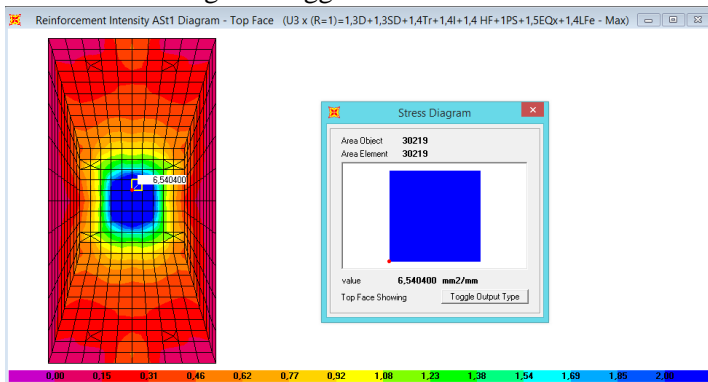 Reinforcement Intensity ASt1 Diagram - Top Face (U3 x (R=1)=1,3D+1,3SD+1,4Tr+1,4I+1,4 HF+1PS+1,5EQx+1,4LFe - Max)
Stress Diagram
Area Object 30219
Area Element 30219
6,540400
value 6,540400 mm2/mm
Top Face Showing Toggle Output Type
0,00 0,15 0,31 0,46 0,62 0,77 0,92 1,08 1,23 1,38 1,54 1,69 1,85 2,00